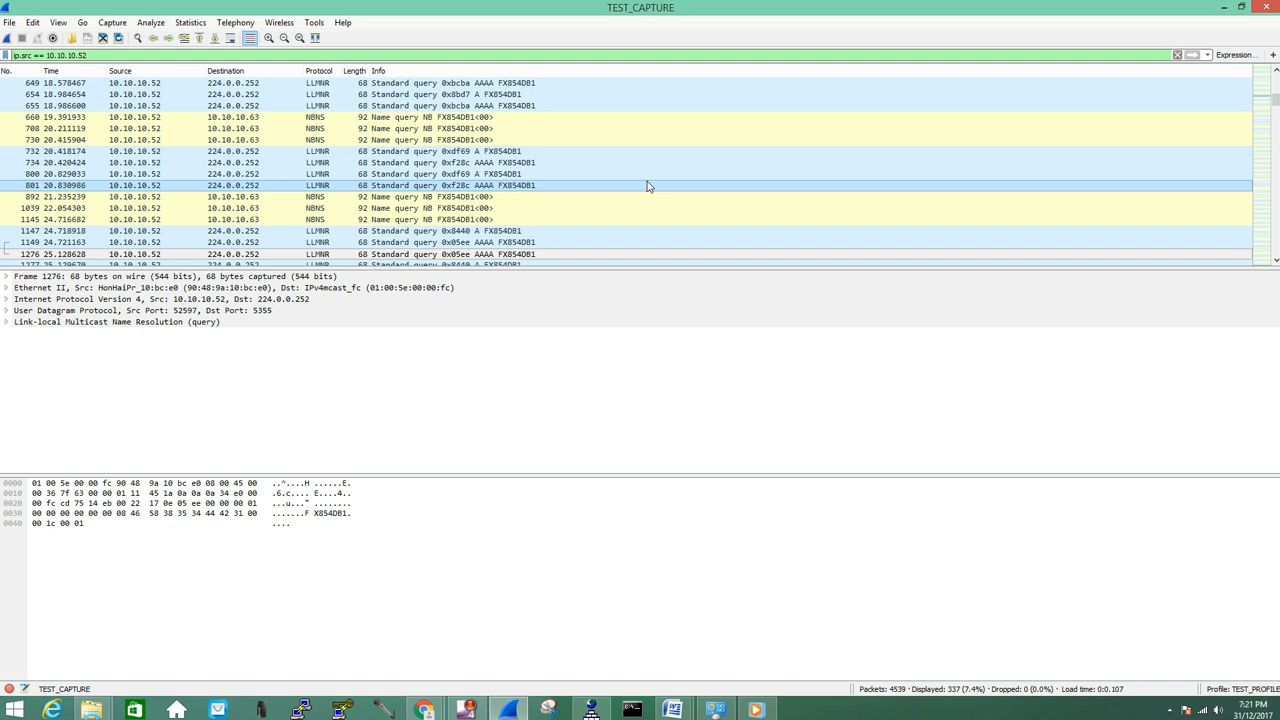 TEST_CAPTURE
File Edit View Go Capture Analyze Statistics Telephony Wireless Tools Help
ip.src == 10.10.10.52 Expression... +
No. Time Source Destination Protocol Length Info
649 18.578467 10.10.10.52 224.0.0.252 LLMNR 68 Standard query 0xbcba AAAA FX854DB1
654 18.984654 10.10.10.52 224.0.0.252 LLMNR 68 Standard query 0x8bd7 A FX854DB1
655 18.986600 10.10.10.52 224.0.0.252 LLMNR 68 Standard query 0xbcba AAAA FX854DB1
660 19.391933 10.10.10.52 10.10.10.63 NBNS 92 Name query NB FX854DB1<00>
708 20.211119 10.10.10.52 10.10.10.63 NBNS 92 Name query NB FX854DB1<00>
730 20.415904 10.10.10.52 10.10.10.63 NBNS 92 Name query NB FX854DB1<00>
732 20.418174 10.10.10.52 224.0.0.252 LLMNR 68 Standard query 0xdf69 A FX854DB1
734 20.420424 10.10.10.52 224.0.0.252 LLMNR 68 Standard query 0xf28c AAAA FX854DB1
800 20.829033 10.10.10.52 224.0.0.252 LLMNR 68 Standard query 0xdf69 A FX854DB1
801 20.830986 10.10.10.52 224.0.0.252 LLMNR 68 Standard query 0xf28c AAAA FX854DB1
892 21.235239 10.10.10.52 10.10.10.63 NBNS 92 Name query NB FX854DB1<00>
1039 22.054303 10.10.10.52 10.10.10.63 NBNS 92 Name query NB FX854DB1<00>
1145 24.716682 10.10.10.52 10.10.10.63 NBNS 92 Name query NB FX854DB1<00>
1147 24.718918 10.10.10.52 224.0.0.252 LLMNR 68 Standard query 0x8440 A FX854DB1
1149 24.721163 10.10.10.52 224.0.0.252 LLMNR 68 Standard query 0x05ee AAAA FX854DB1
1276 25.128628 10.10.10.52 224.0.0.252 LLMNR 68 Standard query 0x05ee AAAA FX854DB1
1277 25.129670 10.10.10.52 224.0.0.252 LLMNR 68 Standard query 0x8440 A FX854DB1
Frame 1276: 68 bytes on wire (544 bits), 68 bytes captured (544 bits)
Ethernet II, Src: HonHaiPr_10:bc:e0 (90:48:9a:10:bc:e0), Dst: IPv4mcast_fc (01:00:5e:00:00:fc)
Internet Protocol Version 4, Src: 10.10.10.52, Dst: 224.0.0.252
User Datagram Protocol, Src Port: 52597, Dst Port: 5355
Link-local Multicast Name Resolution (query)
0000 01 00 5e 00 00 fc 90 48 9a 10 bc e0 08 00 45 00 ..^....H ......E.
0010 00 36 7f 63 00 00 01 11 45 1a 0a 0a 0a 34 e0 00 .6.c.... E....4..
0020 00 fc cd 75 14 eb 00 22 17 0e 05 ee 00 00 00 01 ...u..." ........
0030 00 00 00 00 00 00 08 46 58 38 35 34 44 42 31 00 .......F X854DB1.
0040 00 1c 00 01 ....
TEST_CAPTURE Packets: 4539 · Displayed: 337 (7.4%) · Dropped: 0 (0.0%) · Load time: 0:0.107 Profile: TEST_PROFILE
7:21 PM
31/12/2017